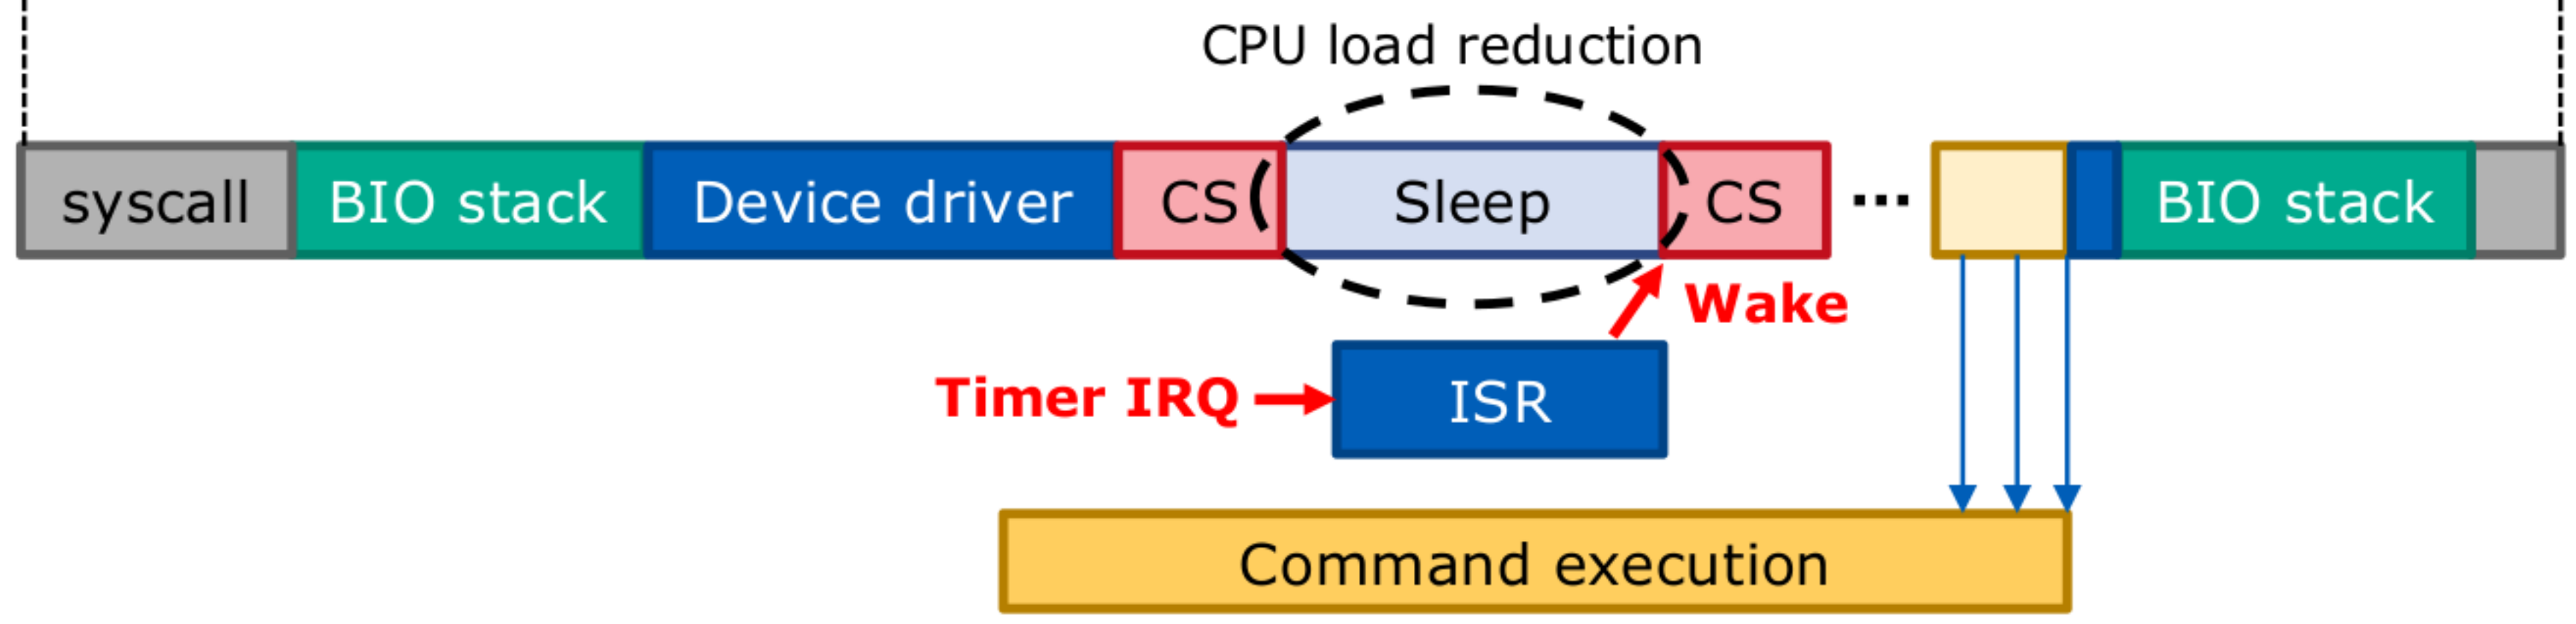 CPU load reduction
syscall
BIO stack
Device driver
CS
Sleep
CS
...
BIO stack
Wake
Timer IRQ
ISR
Command execution